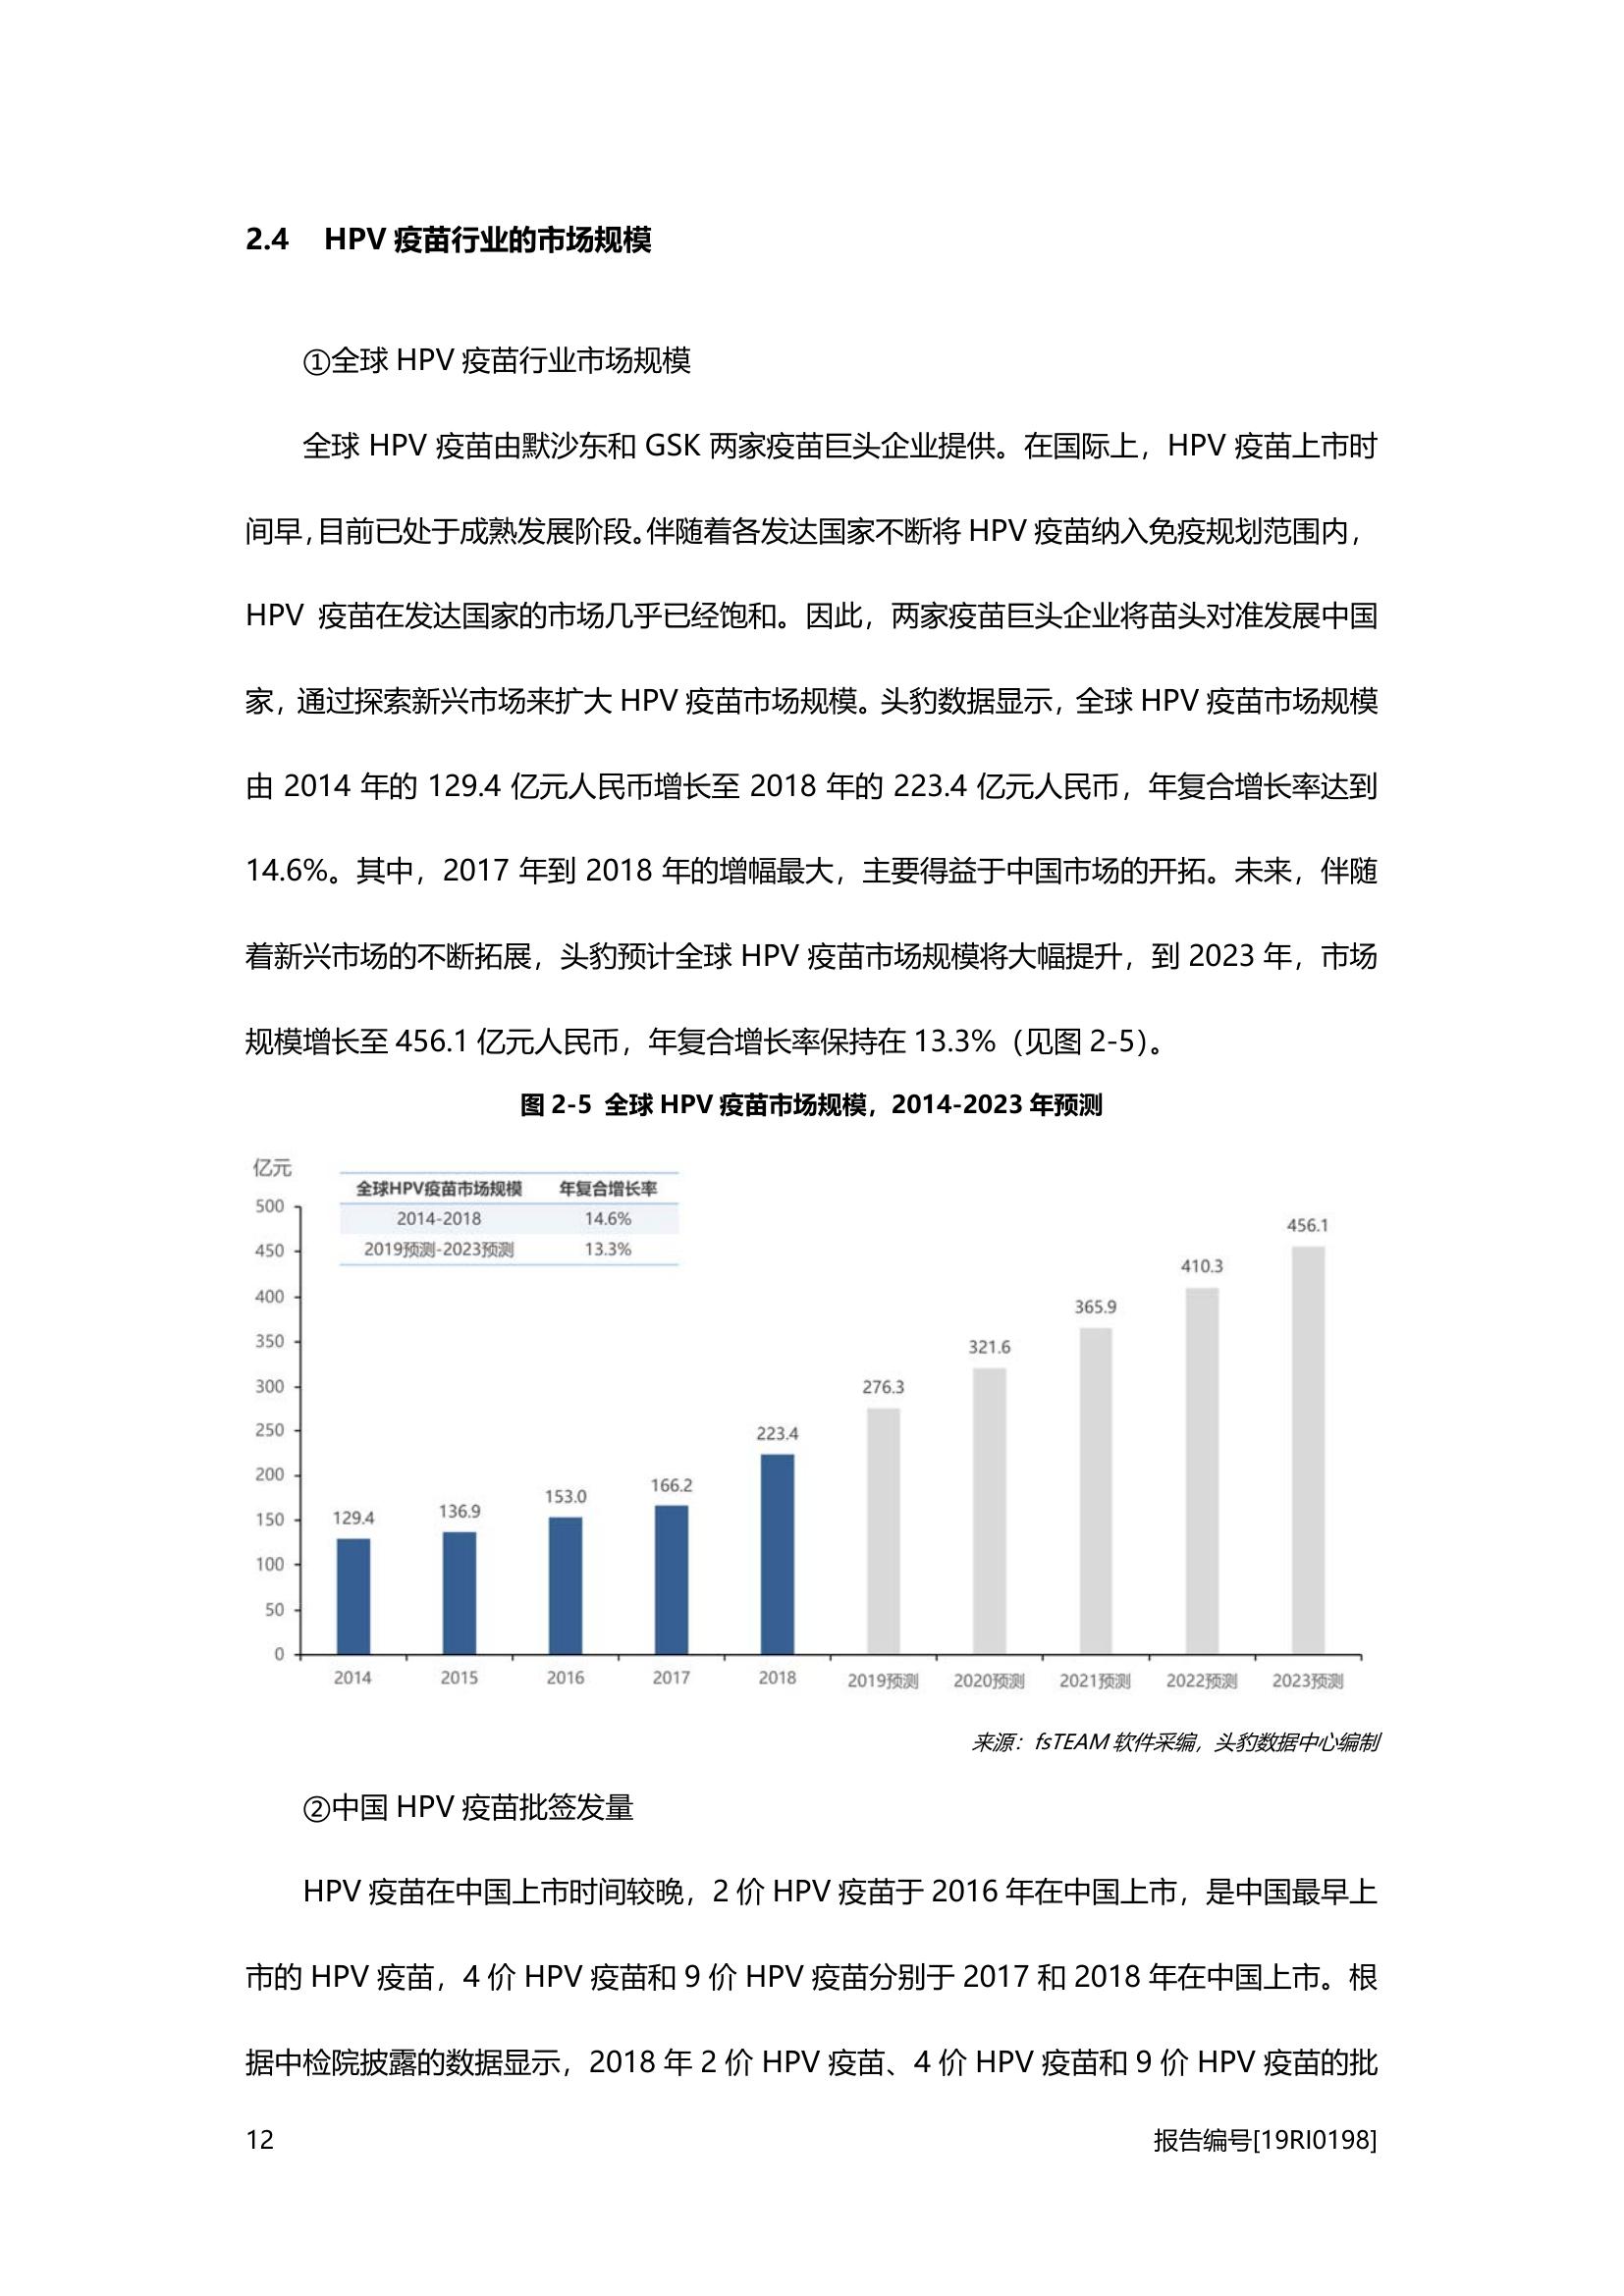 2.4 HPV 疫苗行业的市场规模
①全球 HPV 疫苗行业市场规模
全球 HPV 疫苗由默沙东和 GSK 两家疫苗巨头企业提供。在国际上，HPV 疫苗上市时
间早，目前已处于成熟发展阶段。伴随着各发达国家不断将 HPV 疫苗纳入免疫规划范围内，
HPV 疫苗在发达国家的市场几乎已经饱和。因此，两家疫苗巨头企业将苗头对准发展中国
家，通过探索新兴市场来扩大 HPV 疫苗市场规模。头豹数据显示，全球 HPV 疫苗市场规模
由 2014 年的 129.4 亿元人民币增长至 2018 年的 223.4 亿元人民币，年复合增长率达到
14.6%。其中，2017 年到 2018 年的增幅最大，主要得益于中国市场的开拓。未来，伴随
着新兴市场的不断拓展，头豹预计全球 HPV 疫苗市场规模将大幅提升，到 2023 年，市场
规模增长至 456.1 亿元人民币，年复合增长率保持在 13.3%（见图 2-5）。
图 2-5 全球 HPV 疫苗市场规模，2014-2023 年预测
亿元
全球HPV疫苗市场规模 年复合增长率
2014-2018 14.6%
2019预测-2023预测 13.3%
500
450
400
350
300
250
200
150
100
50
0
129.4
136.9
153.0
166.2
223.4
276.3
321.6
365.9
410.3
456.1
2014 2015 2016 2017 2018 2019预测 2020预测 2021预测 2022预测 2023预测
来源：fsTEAM 软件采编，头豹数据中心编制
②中国 HPV 疫苗批签发量
HPV 疫苗在中国上市时间较晚，2 价 HPV 疫苗于 2016 年在中国上市，是中国最早上
市的 HPV 疫苗，4 价 HPV 疫苗和 9 价 HPV 疫苗分别于 2017 和 2018 年在中国上市。根
据中检院披露的数据显示，2018 年 2 价 HPV 疫苗、4 价 HPV 疫苗和 9 价 HPV 疫苗的批
12 报告编号[19RI0198]